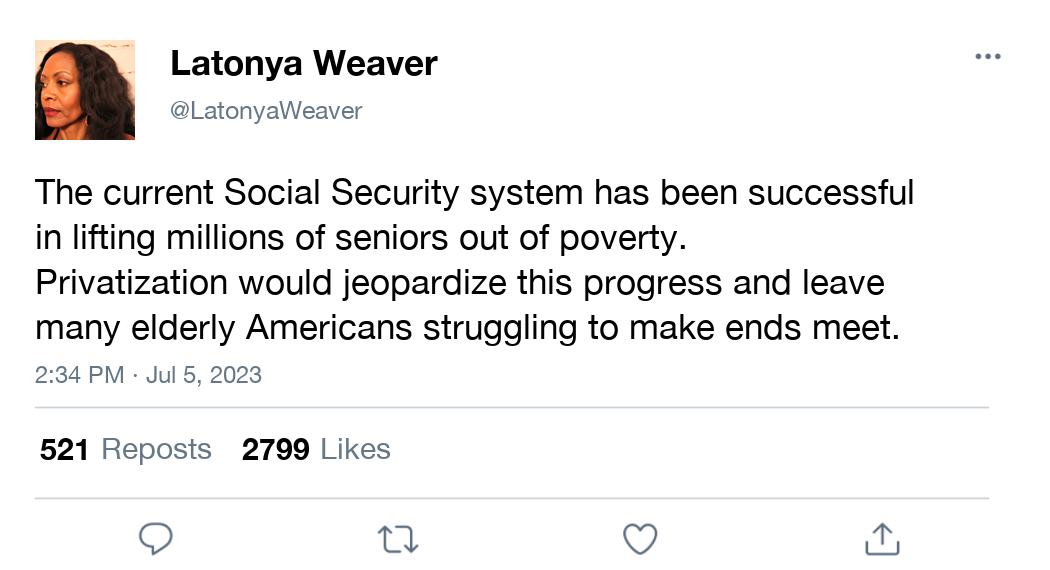 Latonya Weaver
@LatonyaWeaver
The current Social Security system has been successful
in lifting millions of seniors out of poverty.
Privatization would jeopardize this progress and leave
many elderly Americans struggling to make ends meet.
2:34 PM · Jul 5, 2023
521 Reposts 2799 Likes